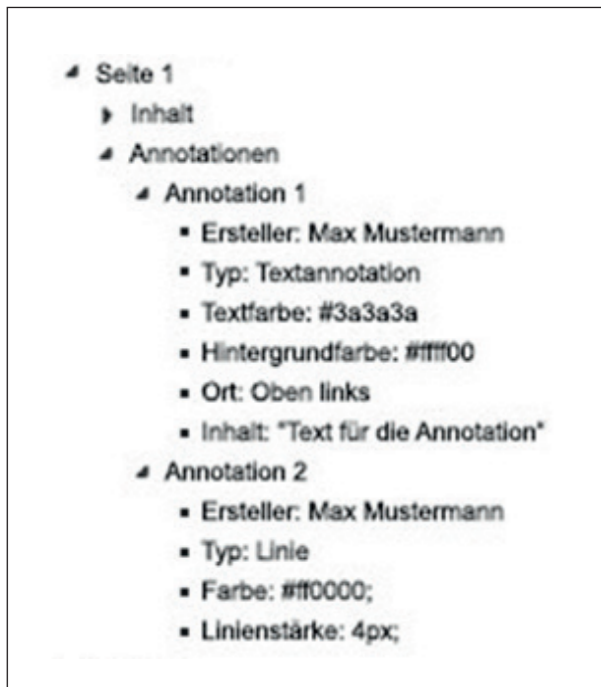 Seite 1
Inhalt
Annotationen
Annotation 1
Ersteller: Max Mustermann
Typ: Textannotation
Textfarbe: #3a3a3a
Hintergrundfarbe: #ffff00
Ort: Oben links
Inhalt: "Text für die Annotation"
Annotation 2
Ersteller: Max Mustermann
Typ: Linie
Farbe: #ff0000;
Linienstärke: 4px;